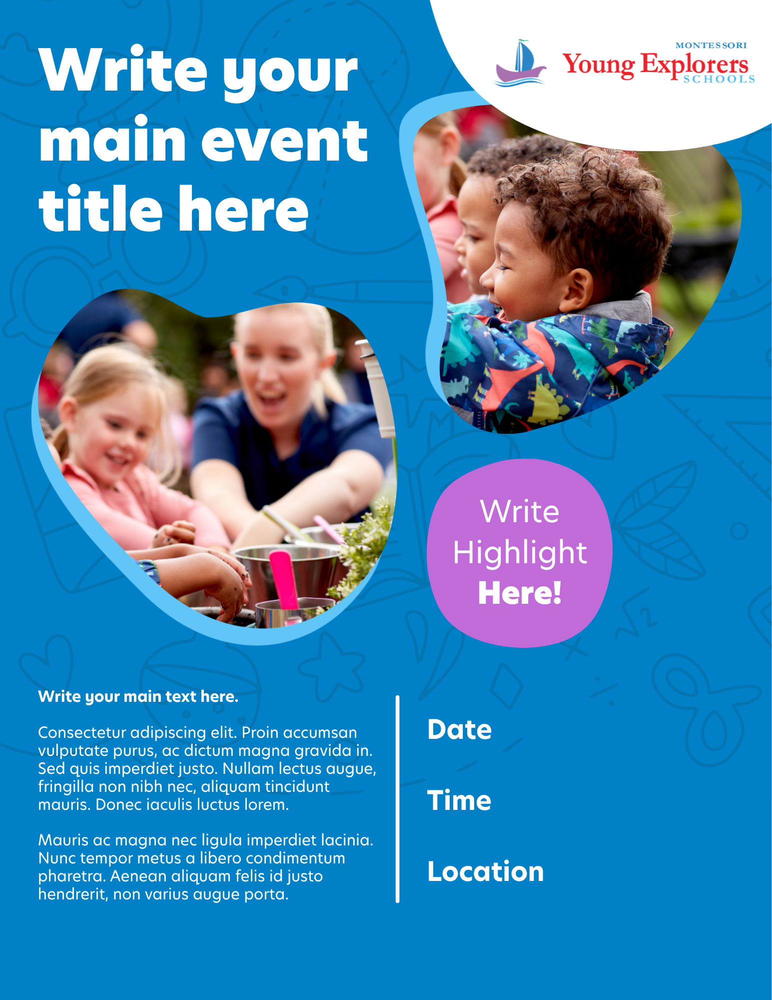 Write your
main event
title here
MONTESSORI
Young Explorers
SCHOOLS
Write
Highlight
Here!
Write your main text here.
Consectetur adipiscing elit. Proin accumsan
vulputate purus, ac dictum magna gravida in.
Sed quis imperdiet justo. Nullam lectus augue,
fringilla non nibh nec, aliquam tincidunt
mauris. Donec iaculis luctus lorem.
Mauris ac magna nec ligula imperdiet lacinia.
Nunc tempor metus a libero condimentum
pharetra. Aenean aliquam felis id justo
hendrerit, non varius augue porta.
Date
Time
Location
√2